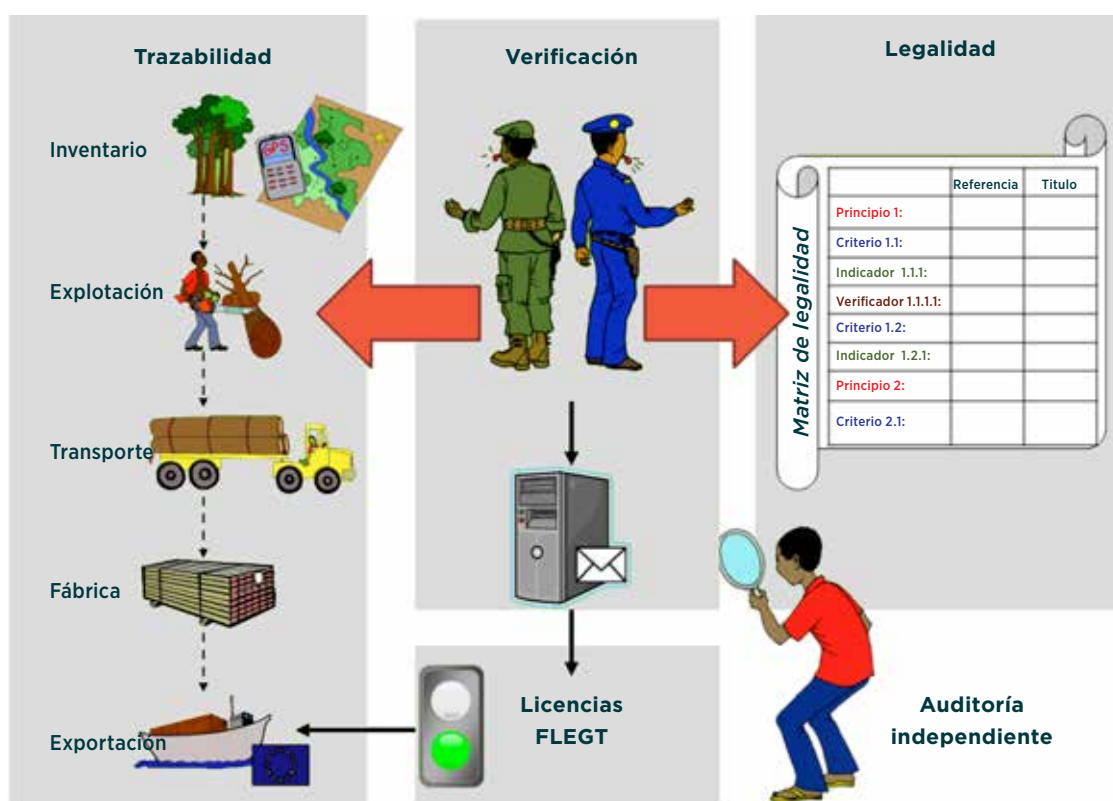 Trazabilidad
Inventario
GPS
Explotación
Transporte
Fábrica
Exportación
Verificación
Licencias
FLEGT
Legalidad
Matriz de legalidad
Referencia Titulo
Principio 1:
Criterio 1.1:
Indicador 1.1.1:
Verificador 1.1.1.1:
Criterio 1.2:
Indicador 1.2.1:
Principio 2:
Criterio 2.1:
Auditoría
independiente